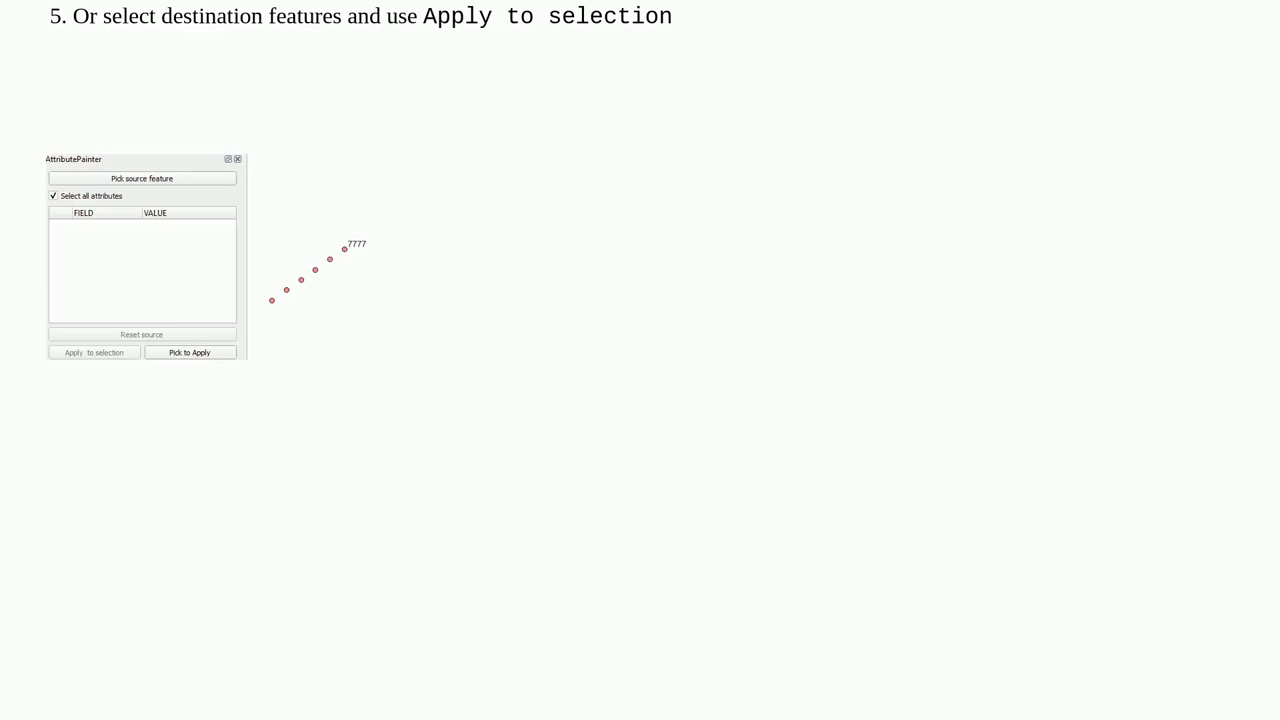 5. Or select destination features and use Apply to selection
AttributePainter
Pick source feature
Select all attributes
FIELD VALUE
7777
Reset source
Apply to selection Pick to Apply